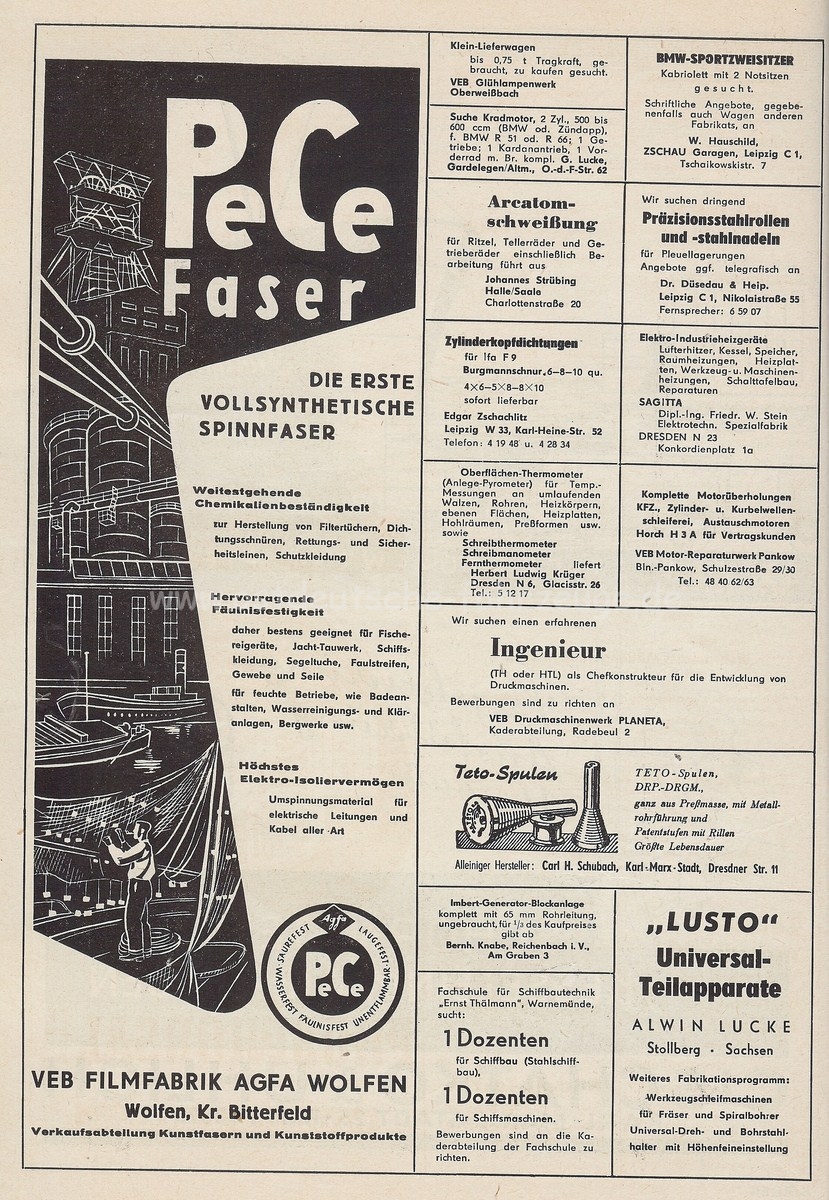 PeCe
Faser
DIE ERSTE
VOLLSYNTHETISCHE
SPINNFASER
Weitestgehende
Chemikalienbeständigkeit
zur Herstellung von Filtertüchern, Dich-
tungsschnüren, Rettungs- und Sicher-
heitsleinen, Schutzkleidung
Hervorragende
Fäulnisfestigkeit
daher bestens geeignet für Fische-
reigeräte, Jacht-Tauwerk, Schiffs-
kleidung, Segeltuche, Faulstreifen,
Gewebe und Seile
für feuchte Betriebe, wie Badean-
stalten, Wasserreinigungs- und Klär-
anlagen, Bergwerke usw.
Höchstes
Elektro-Isoliervermögen
Umspinnungsmaterial für
elektrische Leitungen und
Kabel aller Art
Agfa
PeCe
WASSERFEST · SÄUREFEST
LAUGEFEST · UNENTFLAMMBAR · FÄULNISFEST
VEB FILMFABRIK AGFA WOLFEN
Wolfen, Kr. Bitterfeld
Verkaufsabteilung Kunstfasern und Kunststoffprodukte
Klein-Lieferwagen
bis 0,75 t Tragkraft, ge-
braucht, zu kaufen gesucht.
VEB Glühlampenwerk
Oberweißbach
Suche Kradmotor, 2 Zyl., 500 bis
600 ccm (BMW od. Zündapp),
f. BMW R 51 od. R 66; 1 Ge-
triebe; 1 Kardanantrieb, 1 Vor-
derrad m. Br. kompl. G. Lucke,
Gardelegen/Altm., O.-d.-F-Str. 62
BMW-SPORTZWEISITZER
Kabriolett mit 2 Notsitzen
gesucht.
Schriftliche Angebote, gegebe-
nenfalls auch Wagen anderen
Fabrikats, an
W. Hauschild,
ZSCHAU Garagen, Leipzig C 1,
Tschaikowskistr. 7
Arcatom-
schweißung
für Ritzel, Tellerräder und Ge-
trieberäder einschließlich Be-
arbeitung führt aus
Johannes Strübing
Halle/Saale
Charlottenstraße 20
Wir suchen dringend
Präzisionsstahlrollen
und -stahlnadeln
für Pleuellagerungen
Angebote ggf. telegrafisch an
Dr. Düsedau & Heip.
Leipzig C 1, Nikolaistraße 55
Fernsprecher: 6 59 07
Zylinderkopfdichtungen
für Ifa F 9
Burgmannschnur 6–8–10 qu.
4×6–5×8–8×10
sofort lieferbar
Edgar Zschachlitz
Leipzig W 33, Karl-Heine-Str. 52
Telefon: 4 19 48 u. 4 28 34
Elektro-Industrieheizgeräte
Lufterhitzer, Kessel, Speicher,
Raumheizungen, Heizplat-
ten, Werkzeug- u. Maschinen-
heizungen, Schalttafelbau,
Reparaturen
SAGITTA
Dipl.-Ing. Friedr. W. Stein
Elektrotechn. Spezialfabrik
DRESDEN N 23
Konkordienplatz 1a
Oberflächen-Thermometer
(Anlege-Pyrometer) für Temp.-
Messungen an umlaufenden
Walzen, Rohren, Heizkörpern,
ebenen Flächen, Heizplatten,
Hohlräumen, Preßformen usw.
sowie
Schreibthermometer
Schreibmanometer
Fernthermometer liefert
Herbert Ludwig Krüger
Dresden N 6, Glacisstr. 26
Tel.: 5 12 17
Komplette Motorüberholungen
KFZ., Zylinder- u. Kurbelwellen-
schleiferei, Austauschmotoren
Horch H 3 A für Vertragskunden
VEB Motor-Reparaturwerk Pankow
Bln.-Pankow, Schulzestraße 29/30
Tel.: 48 40 62/63
Wir suchen einen erfahrenen
Ingenieur
(TH oder HTL) als Chefkonstrukteur für die Entwicklung von
Druckmaschinen.
Bewerbungen sind zu richten an
VEB Druckmaschinenwerk PLANETA,
Kaderabteilung, Radebeul 2
Teto-Spulen
TETO-Spulen,
DRP.-DRGM.,
ganz aus Preßmasse, mit Metall-
rohrführung und
Patentstufen mit Rillen
Größte Lebensdauer
Alleiniger Hersteller: Carl H. Schubach, Karl-Marx-Stadt, Dresdner Str. 11
Imbert-Generator-Blockanlage
komplett mit 65 mm Rohrleitung,
ungebraucht, für 1/3 des Kaufpreises
gibt ab
Bernh. Knabe, Reichenbach i. V.,
Am Graben 3
Fachschule für Schiffbautechnik
„Ernst Thälmann", Warnemünde,
sucht:
1 Dozenten
für Schiffbau (Stahlschiff-
bau),
1 Dozenten
für Schiffsmaschinen.
Bewerbungen sind an die Ka-
derabteilung der Fachschule zu
richten.
„LUSTO“
Universal-
Teilapparate
ALWIN LUCKE
Stollberg · Sachsen
Weiteres Fabrikationsprogramm:
Werkzeugschleifmaschinen
für Fräser und Spiralbohrer
Universal-Dreh- und Bohrstahl-
halter mit Höhenfeineinstellung